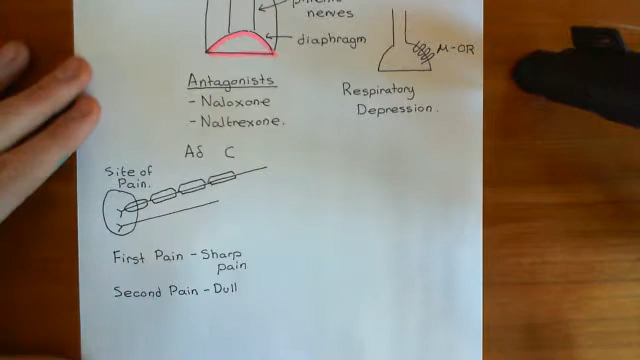 nerves
diaphragm
μ-OR
Antagonists
- Naloxone
- Naltrexone.
Respiratory
Depression.
Aδ C
Site of
Pain.
First Pain - Sharp
pain
Second Pain - Dull